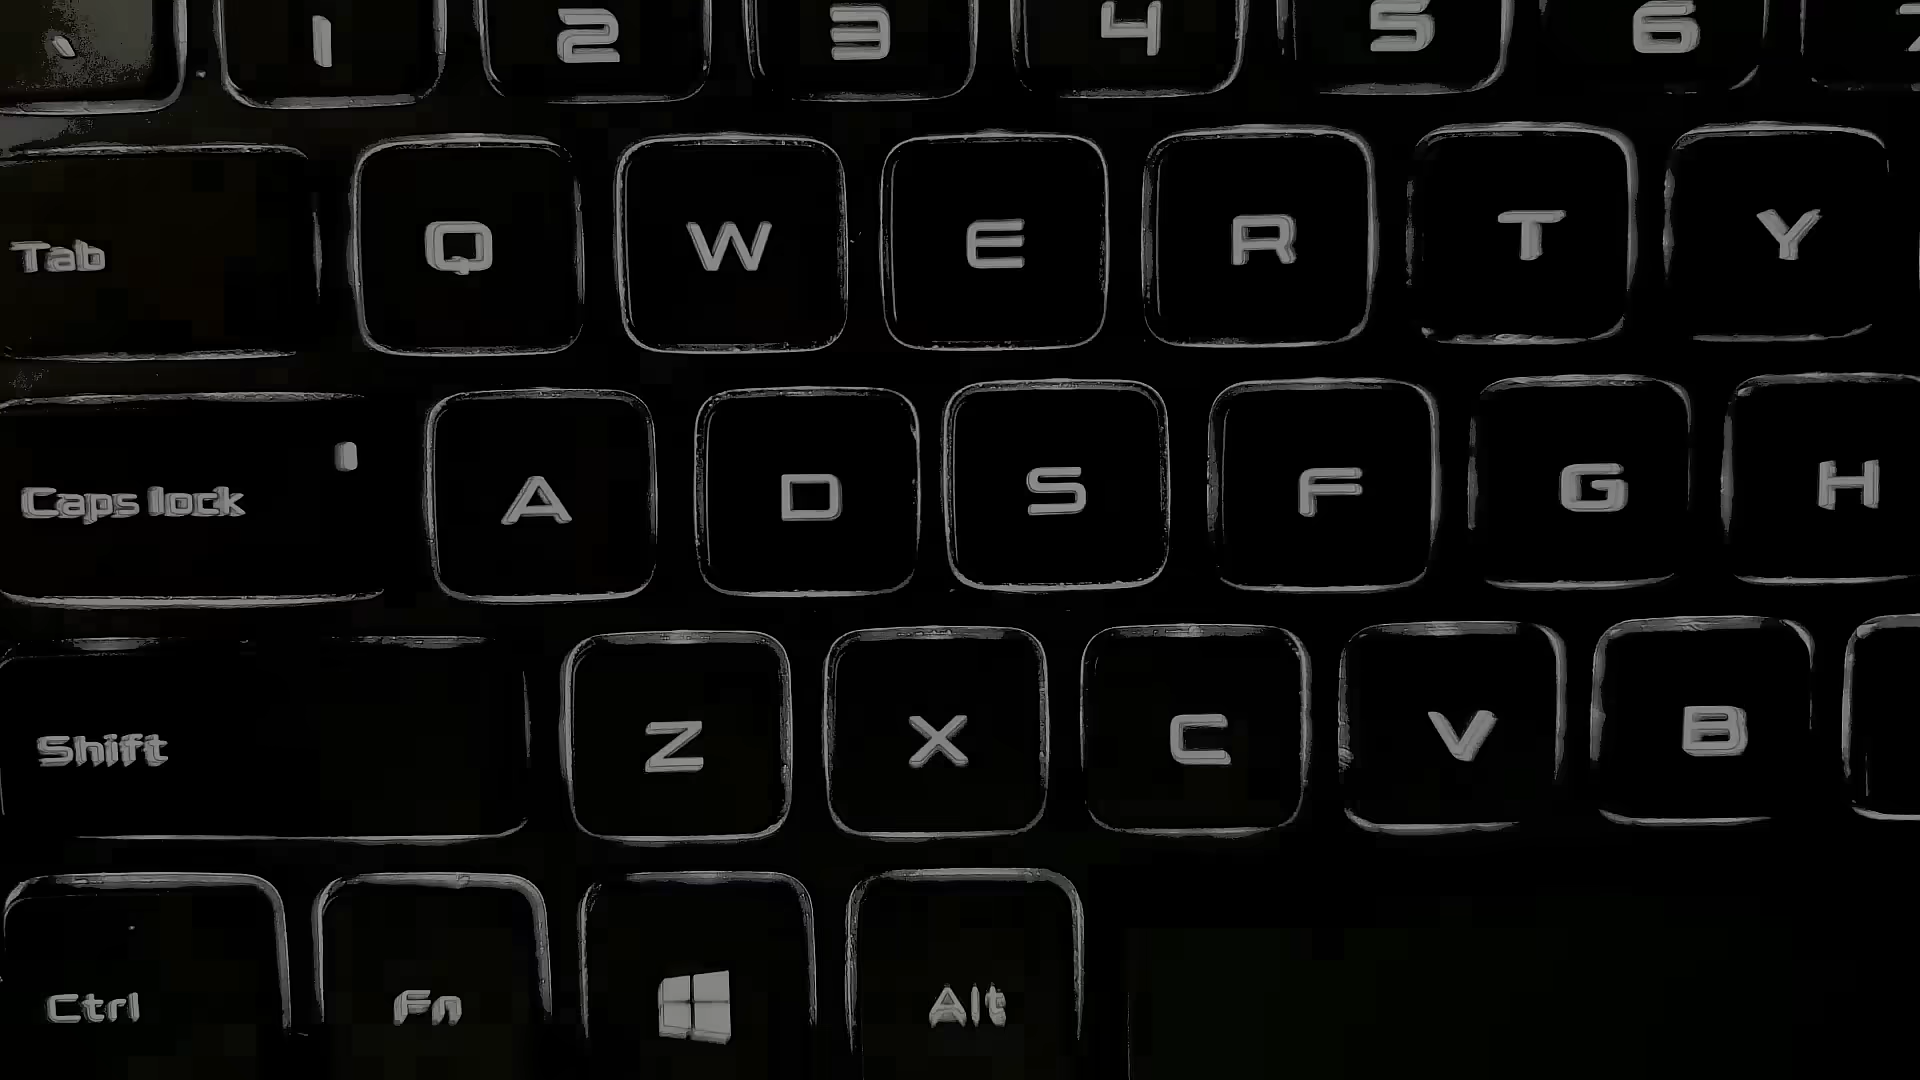 ` 1 2 3 4 5 6
Tab Q W E R T Y
Caps lock A D S F G H
Shift Z X C V B
Ctrl Fn Alt